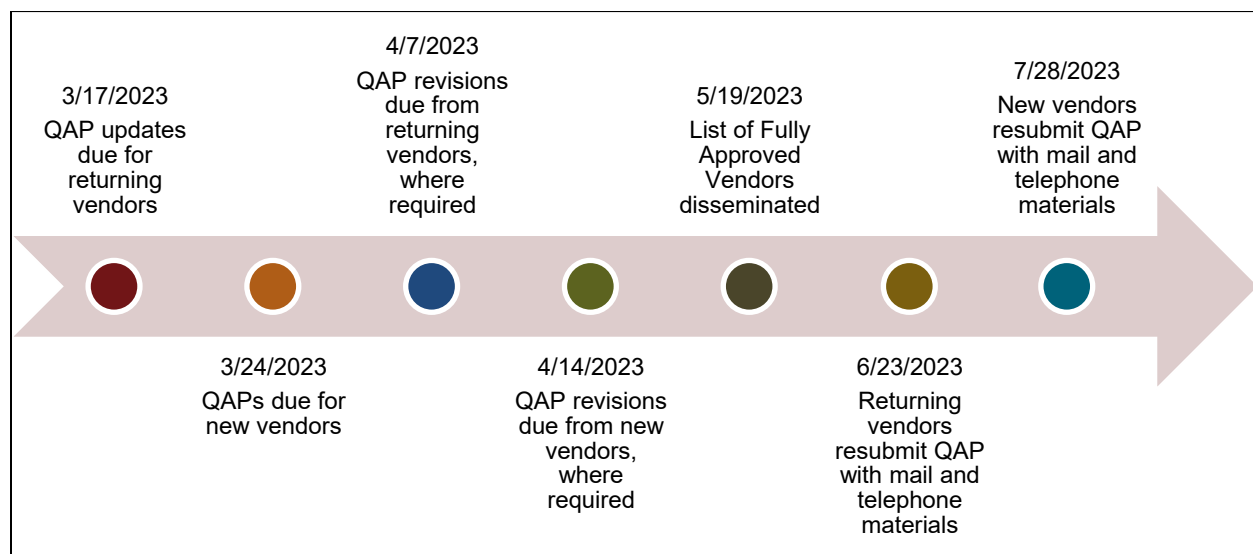 3/17/2023
QAP updates
due for
returning
vendors
3/24/2023
QAPs due for
new vendors
4/7/2023
QAP revisions
due from
returning
vendors,
where
required
4/14/2023
QAP revisions
due from new
vendors,
where
required
5/19/2023
List of Fully
Approved
Vendors
disseminated
6/23/2023
Returning
vendors
resubmit QAP
with mail and
telephone
materials
7/28/2023
New vendors
resubmit QAP
with mail and
telephone
materials